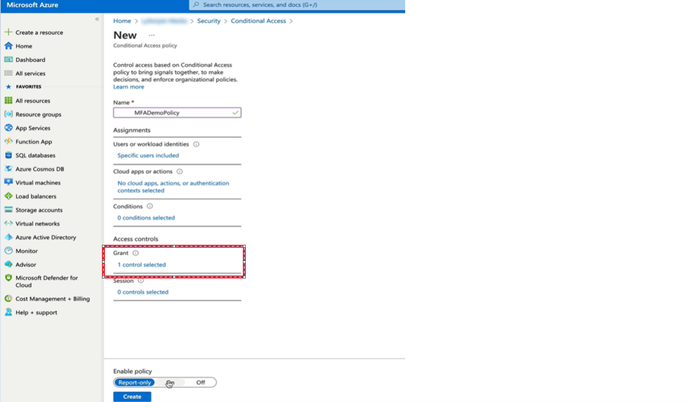 Microsoft Azure
Search resources, services, and docs (G+/)
Home > > Security > Conditional Access >
New ...
Conditional Access policy
Control access based on Conditional Access
policy to bring signals together, to make
decisions, and enforce organizational policies.
Learn more
Name *
MFADemoPolicy
Assignments
Users or workload identities
Specific users included
Cloud apps or actions
No cloud apps, actions, or authentication
contexts selected
Conditions
0 conditions selected
Access controls
Grant
1 control selected
Session
0 controls selected
Enable policy
Report-only On Off
Create
«
+ Create a resource
Home
Dashboard
All services
FAVORITES
All resources
Resource groups
App Services
Function App
SQL databases
Azure Cosmos DB
Virtual machines
Load balancers
Storage accounts
Virtual networks
Azure Active Directory
Monitor
Advisor
Microsoft Defender for
Cloud
Cost Management + Billing
Help + support